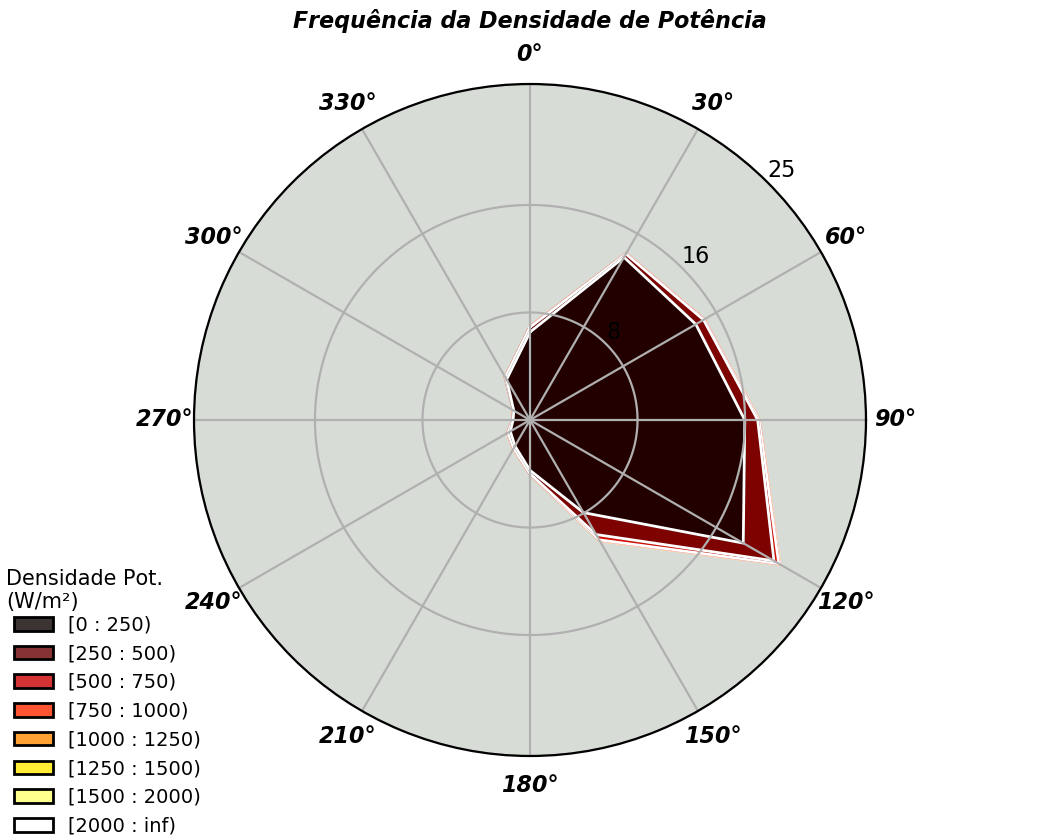 Frequência da Densidade de Potência
0°
330°
30°
25
300°
60°
16
8
270°
90°
240°
120°
210°
150°
180°
Densidade Pot.
(W/m²)
[0 : 250)
[250 : 500)
[500 : 750)
[750 : 1000)
[1000 : 1250)
[1250 : 1500)
[1500 : 2000)
[2000 : inf)